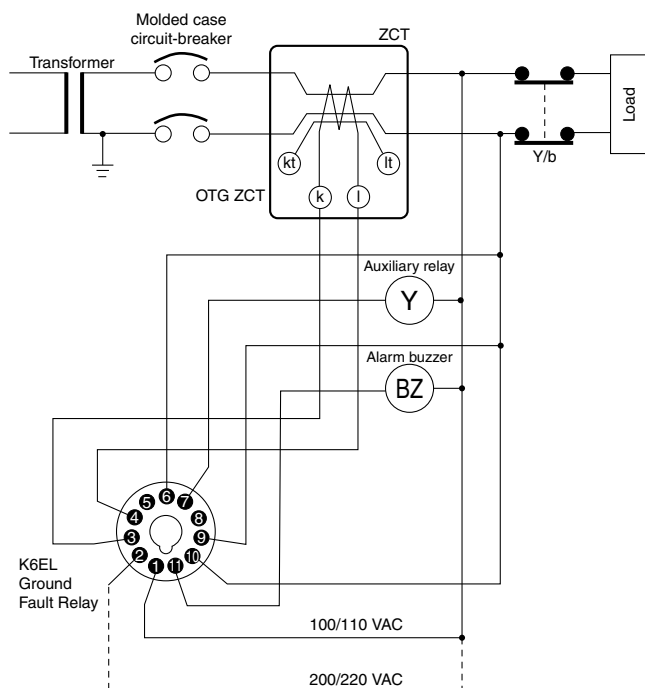 Molded case
circuit-breaker
ZCT
Transformer
Load
kt
lt
Y/b
OTG ZCT
k
l
Auxiliary relay
Y
Alarm buzzer
BZ
6
5
7
4
8
3
9
2
10
1
11
K6EL
Ground
Fault Relay
100/110 VAC
200/220 VAC